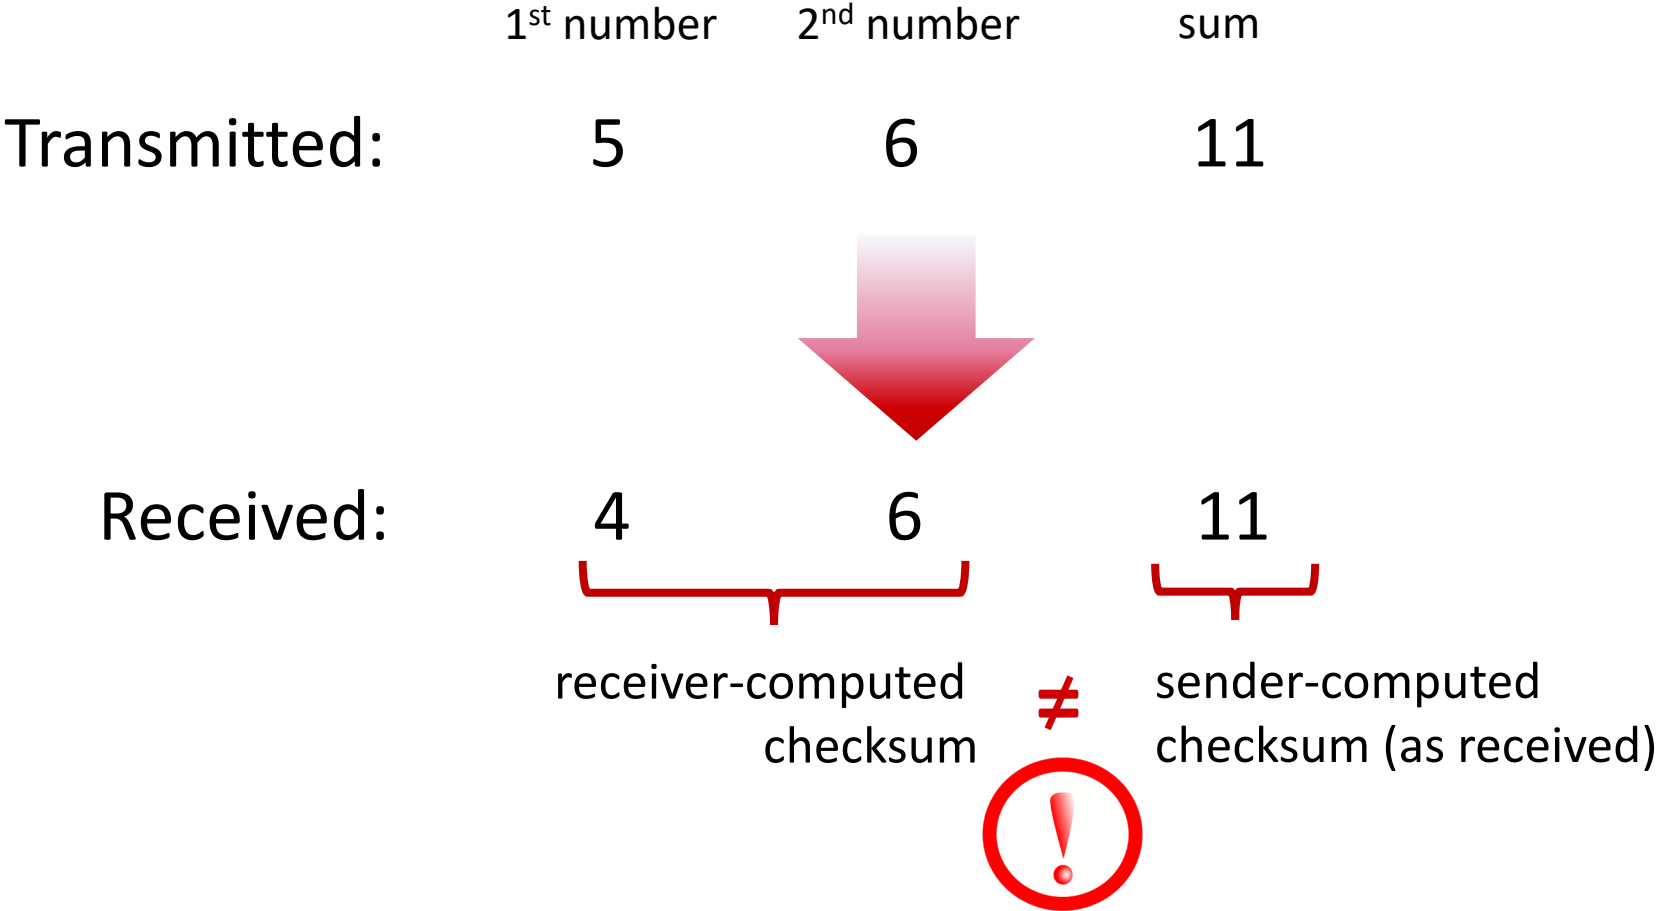 1st number 2nd number sum
Transmitted: 5 6 11
Received: 4 6 11
receiver-computed ≠ sender-computed
checksum checksum (as received)
!